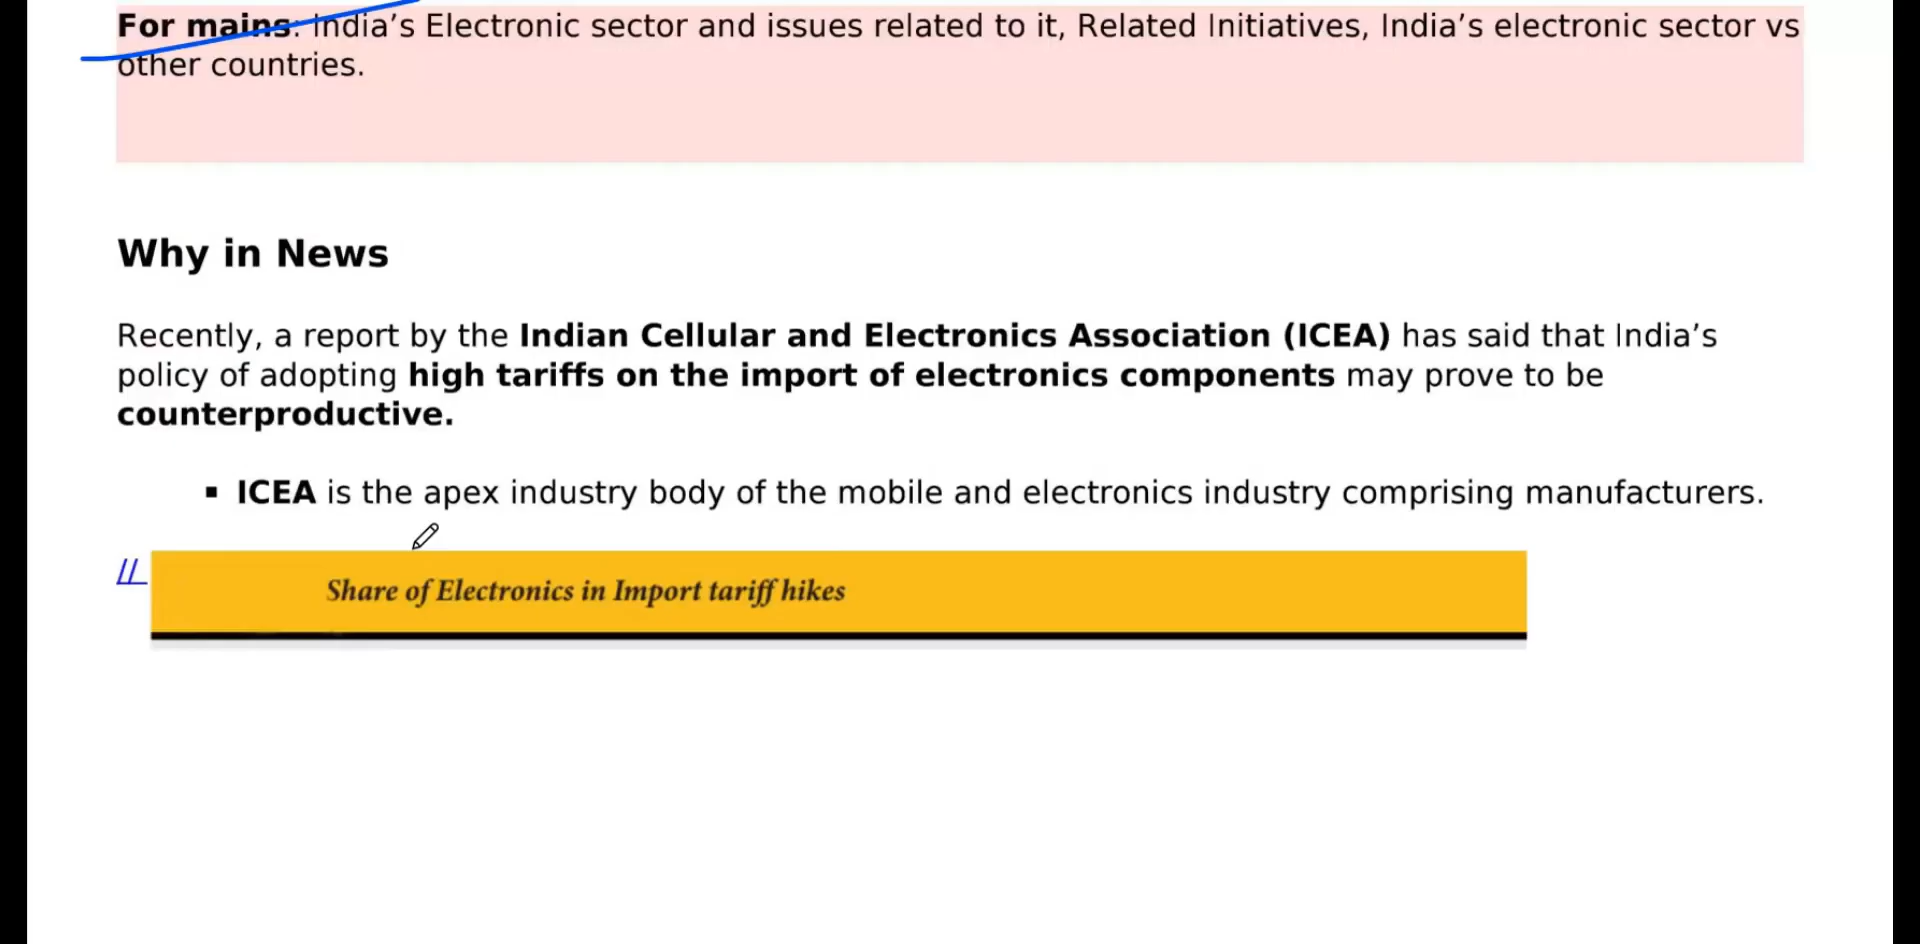 For mains: India’s Electronic sector and issues related to it, Related Initiatives, India’s electronic sector vs
other countries.
Why in News
Recently, a report by the Indian Cellular and Electronics Association (ICEA) has said that India’s
policy of adopting high tariffs on the import of electronics components may prove to be
counterproductive.
▪ ICEA is the apex industry body of the mobile and electronics industry comprising manufacturers.
//
Share of Electronics in Import tariff hikes